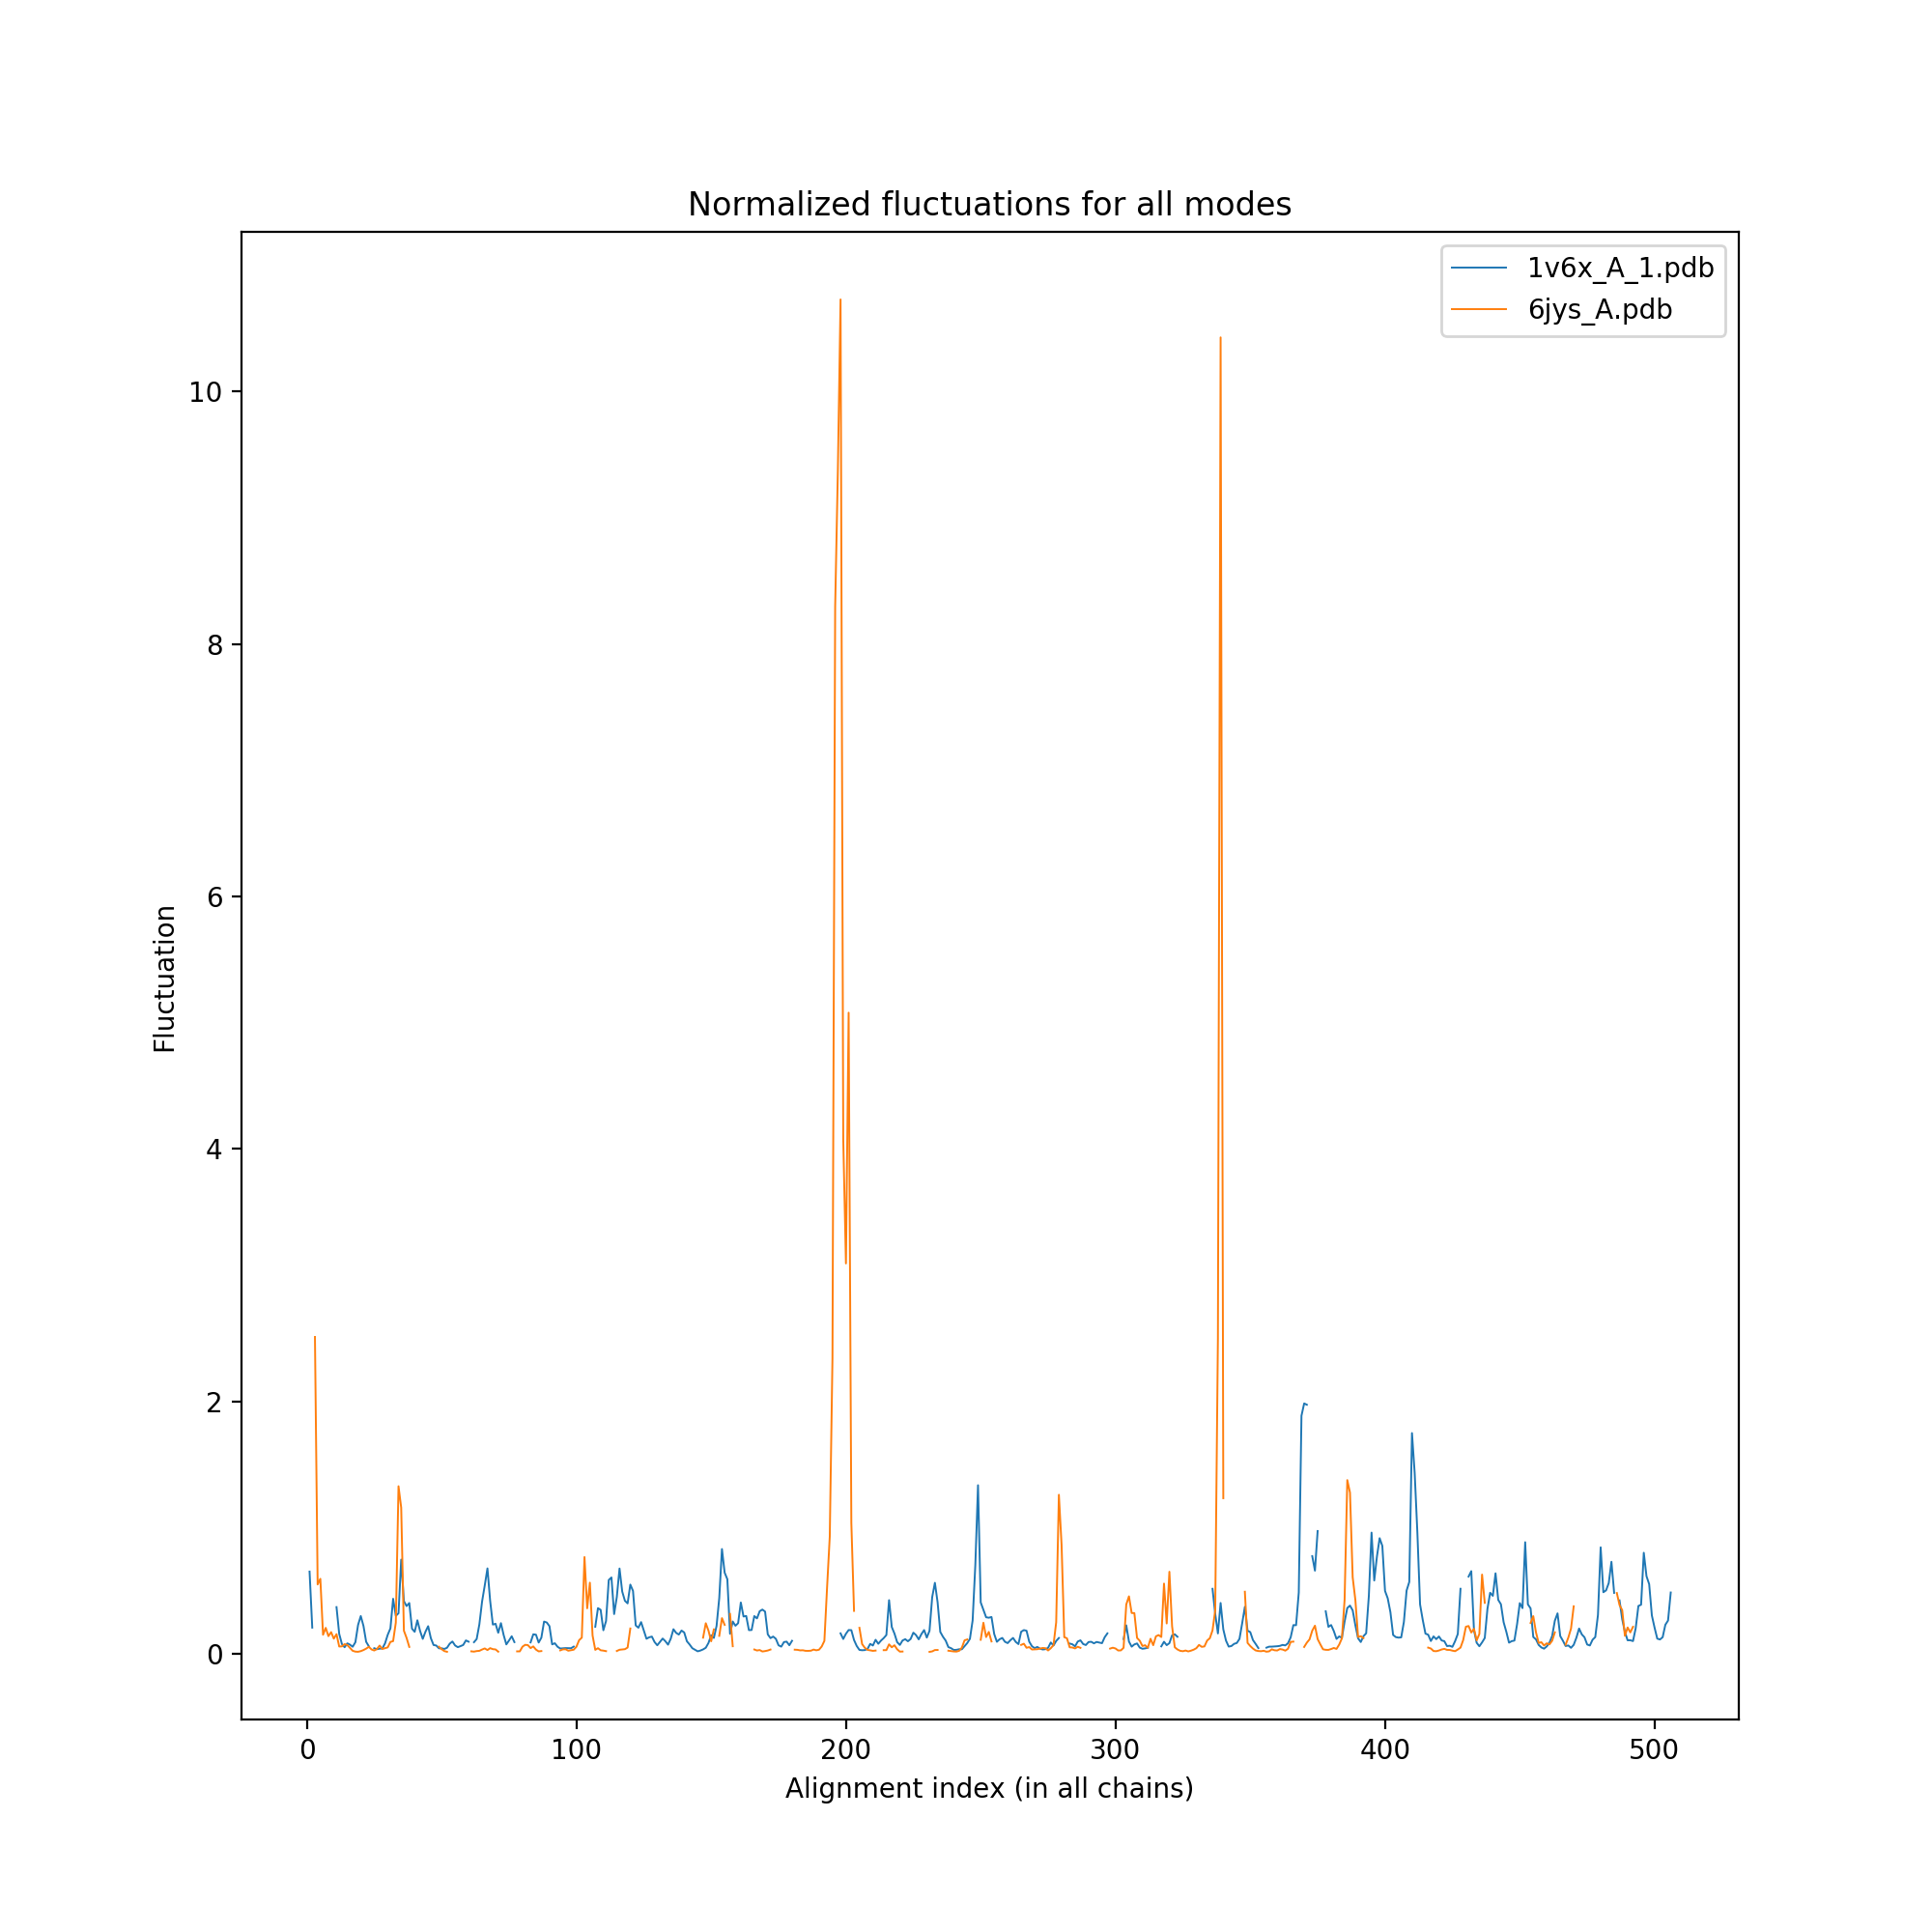 Normalized fluctuations for all modes
1v6x_A_1.pdb
6jys_A.pdb
10
8
6
4
2
0
Fluctuation
0 100 200 300 400 500
Alignment index (in all chains)